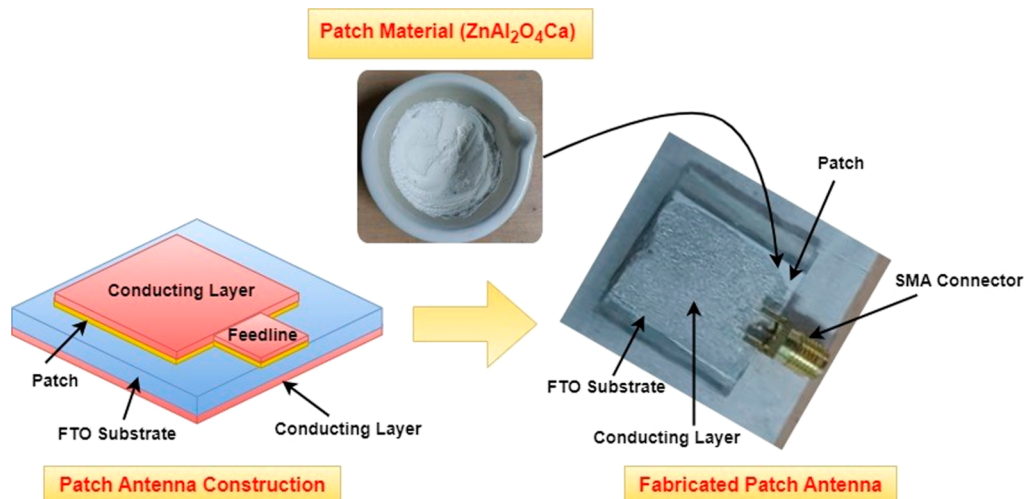 Patch Material (ZnAl₂O₄Ca)
Patch
SMA Connector
Conducting Layer
Feedline
Patch
FTO Substrate
FTO Substrate
Conducting Layer
Conducting Layer
Patch Antenna Construction
Fabricated Patch Antenna